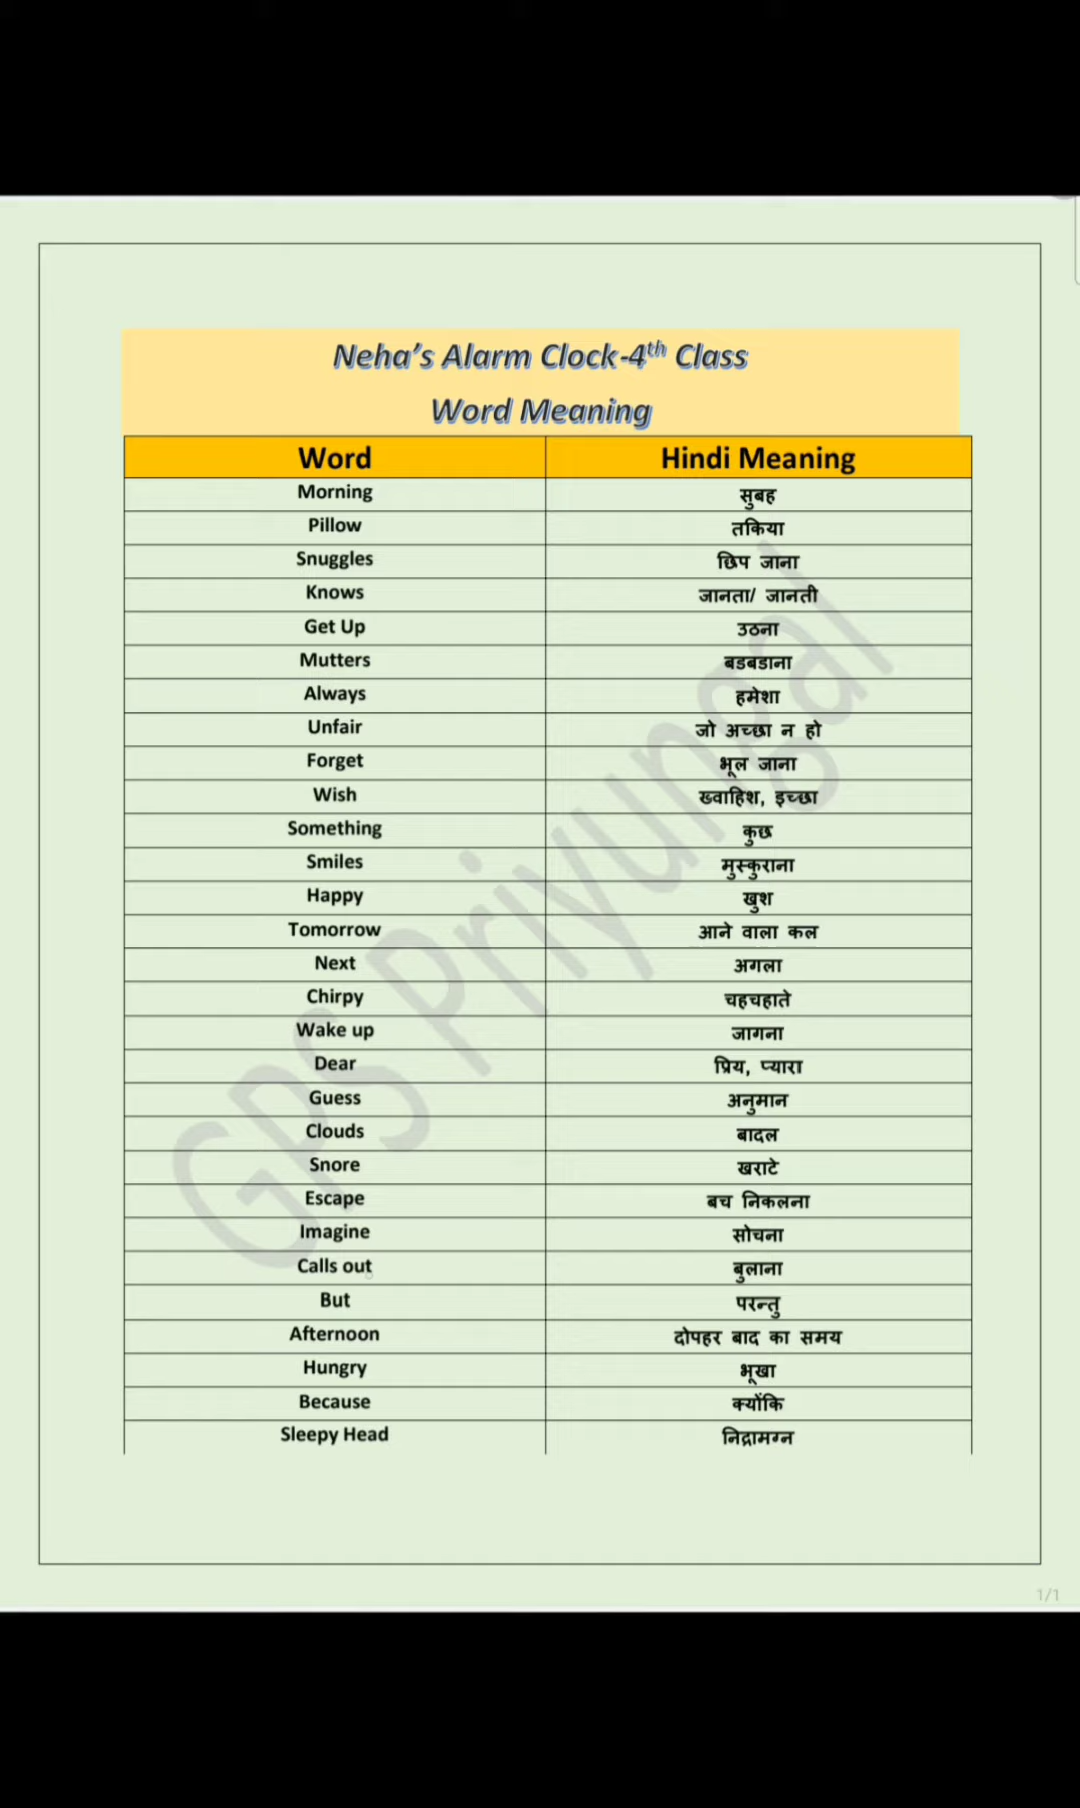 Neha's Alarm Clock-4th Class
Word Meaning
Word Hindi Meaning
Morning सुबह
Pillow तकिया
Snuggles छिप जाना
Knows जानता/ जानती
Get Up उठना
Mutters बडबडाना
Always हमेशा
Unfair जो अच्छा न हो
Forget भूल जाना
Wish ख्वाहिश, इच्छा
Something कुछ
Smiles मुस्कुराना
Happy खुश
Tomorrow आने वाला कल
Next अगला
Chirpy चहचहाते
Wake up जागना
Dear प्रिय, प्यारा
Guess अनुमान
Clouds बादल
Snore खराटे
Escape बच निकलना
Imagine सोचना
Calls out बुलाना
But परन्तु
Afternoon दोपहर बाद का समय
Hungry भूखा
Because क्योंकि
Sleepy Head निद्रामग्न
GPS Priyungal
1/1